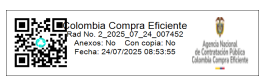 Colombia Compra Eficiente
Rad No. 2_2025_07_24_007452
Anexos: No Con copia: No
Fecha: 24/07/2025 08:53:55
Agencia Nacional
de Contratación Pública
Colombia Compra Eficiente